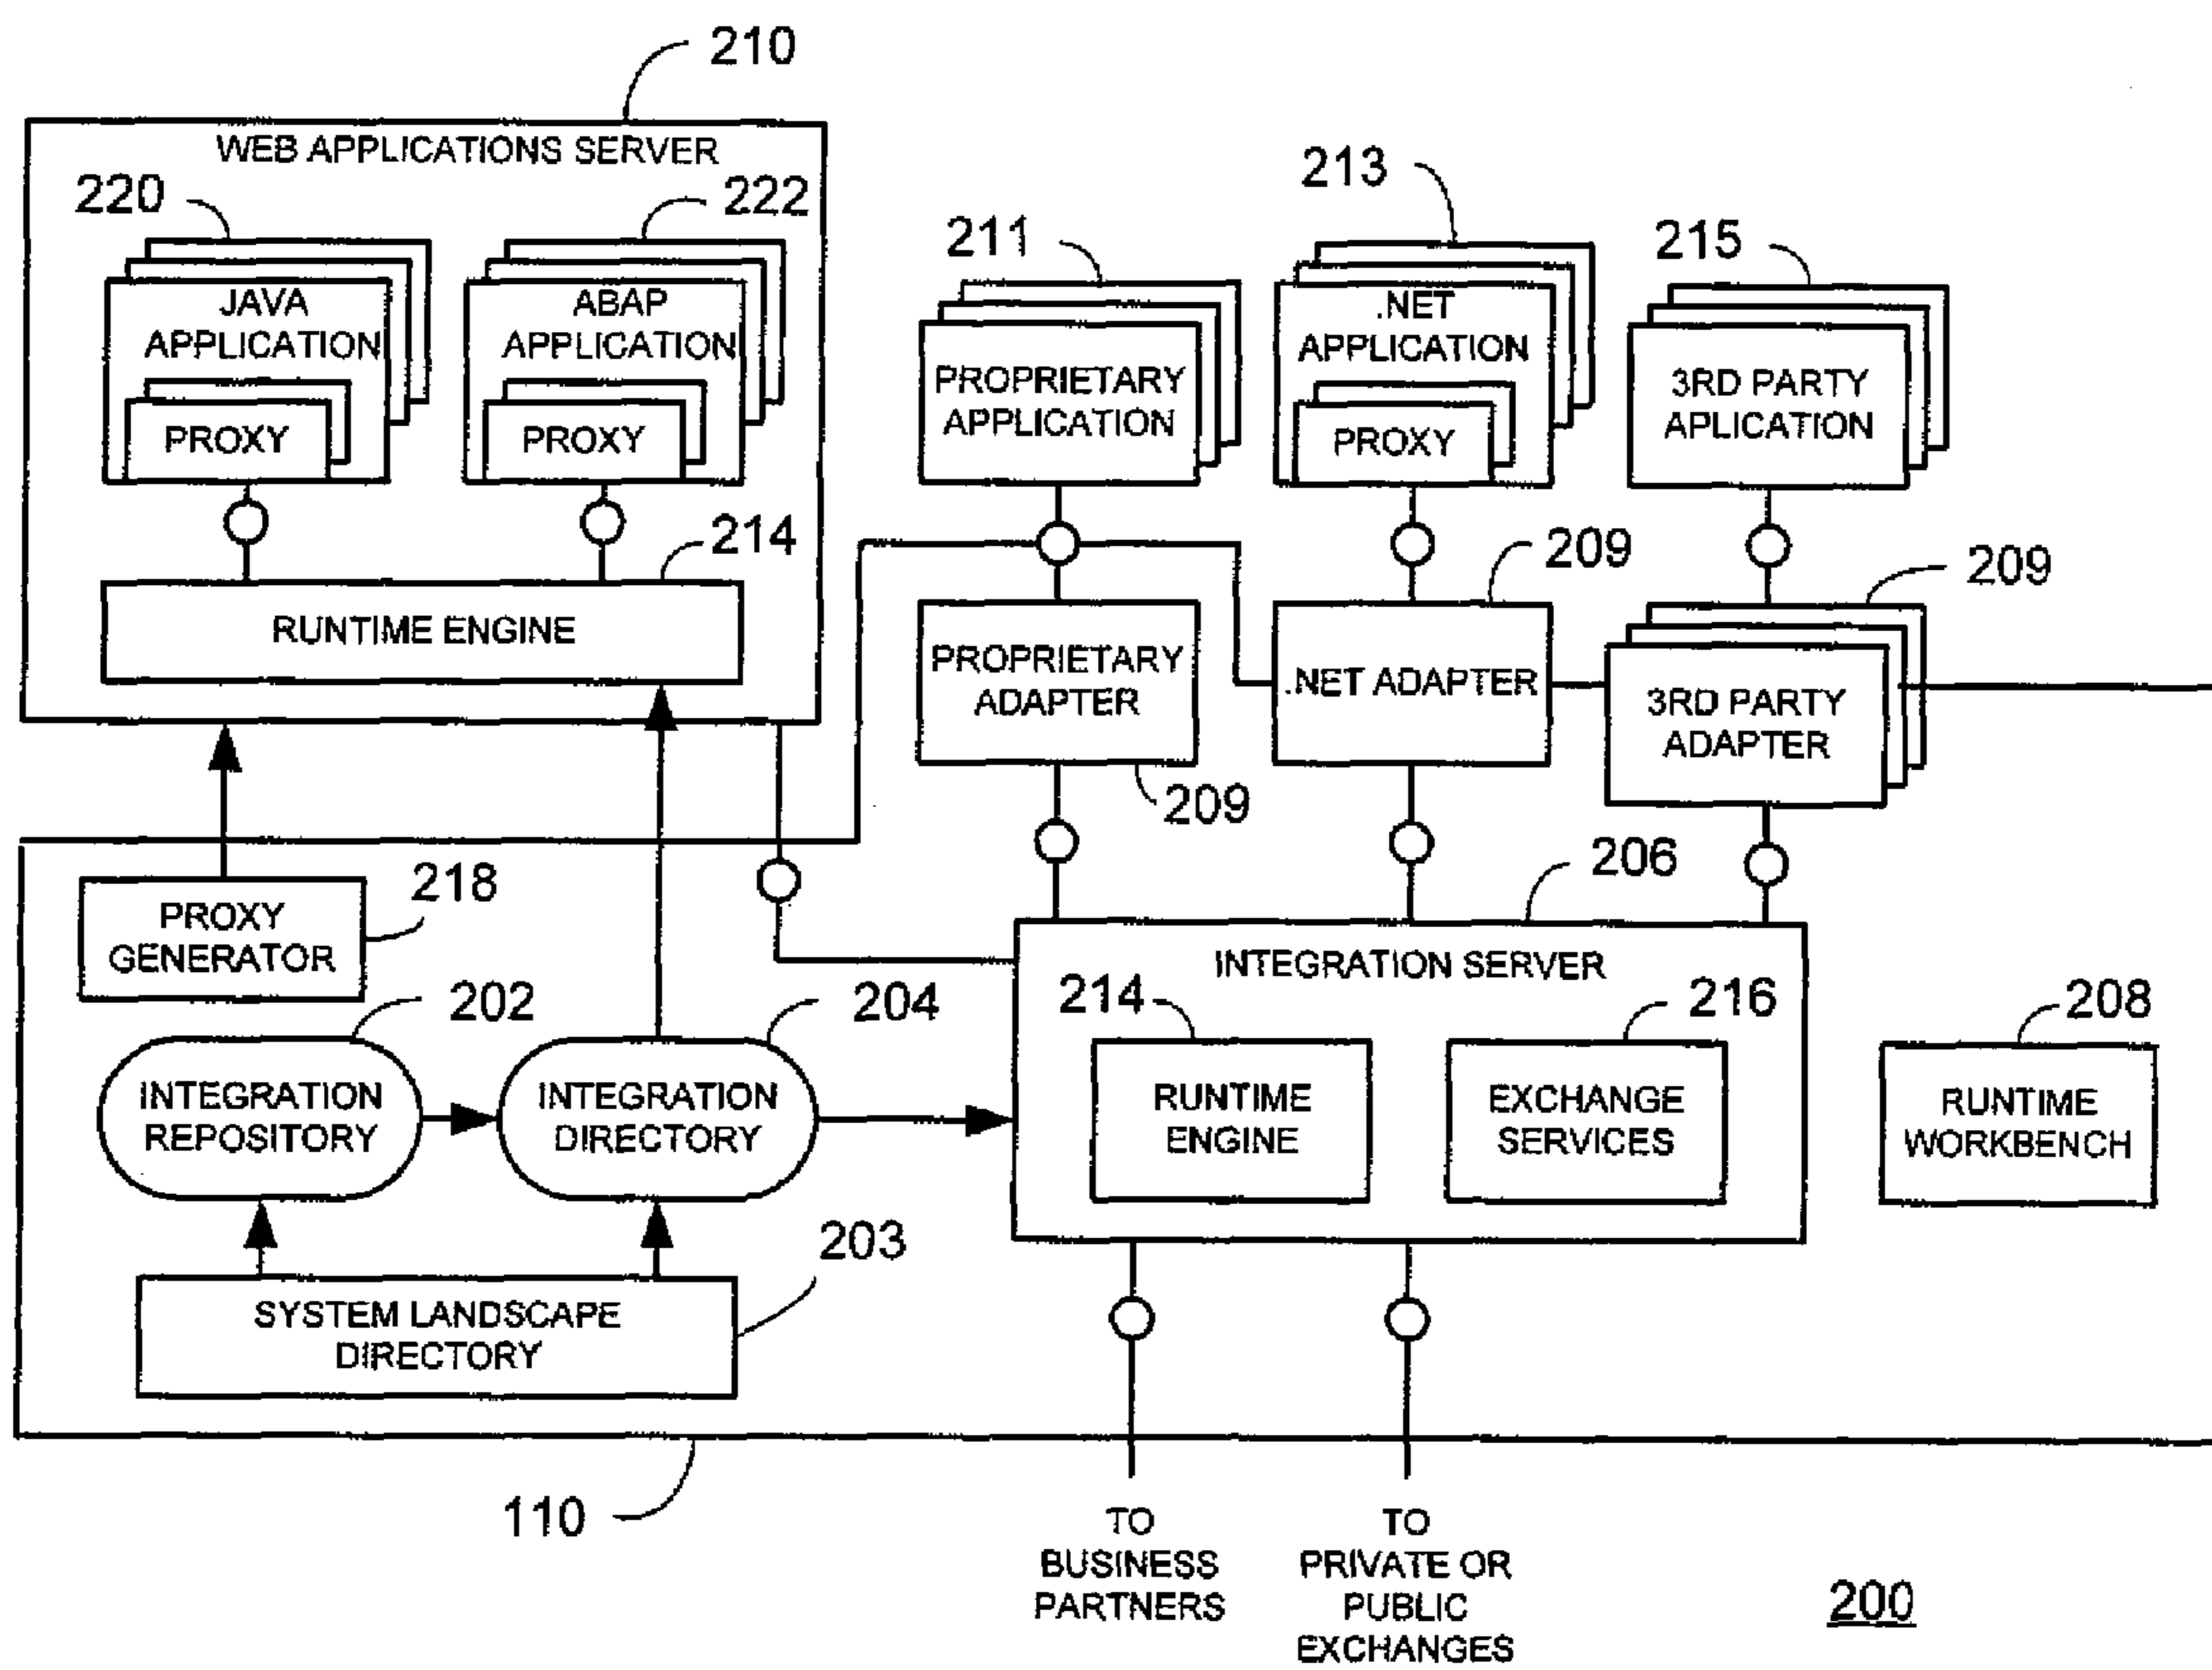 210
WEB APPLICATIONS SERVER
220
222
JAVA
APPLICATION
PROXY
ABAP
APPLICATION
PROXY
214
RUNTIME ENGINE
211
PROPRIETARY
APPLICATION
213
.NET
APPLICATION
PROXY
215
3RD PARTY
APLICATION
209
209
PROPRIETARY
ADAPTER
209
.NET ADAPTER
3RD PARTY
ADAPTER
218
PROXY
GENERATOR
202
204
INTEGRATION
REPOSITORY
INTEGRATION
DIRECTORY
203
SYSTEM LANDSCAPE
DIRECTORY
206
INTEGRATION SERVER
214
216
RUNTIME
ENGINE
EXCHANGE
SERVICES
208
RUNTIME
WORKBENCH
110
TO
BUSINESS
PARTNERS
TO
PRIVATE OR
PUBLIC
EXCHANGES
200